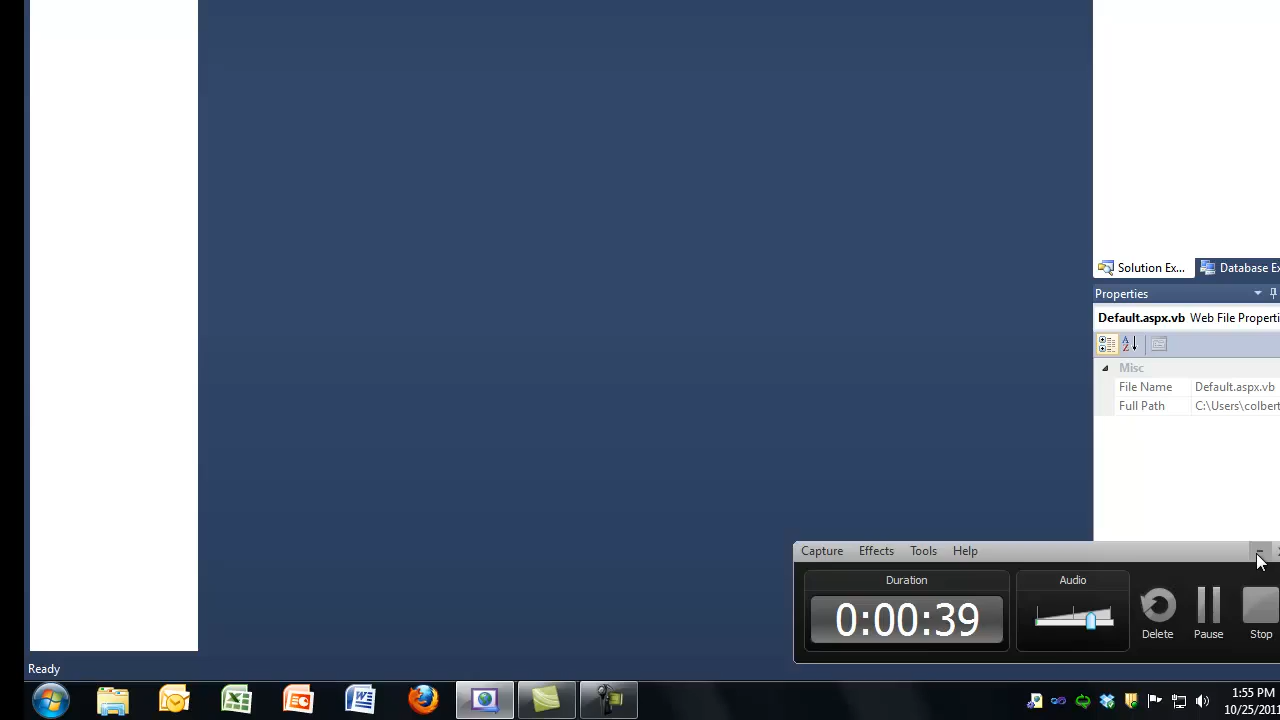 Solution Ex...
Database Ex
Properties
Default.aspx.vb Web File Properti
Misc
File Name Default.aspx.vb
Full Path C:\Users\colbert
Capture Effects Tools Help
Duration Audio
0:00:39
Delete Pause Stop
Ready
1:55 PM
10/25/2011